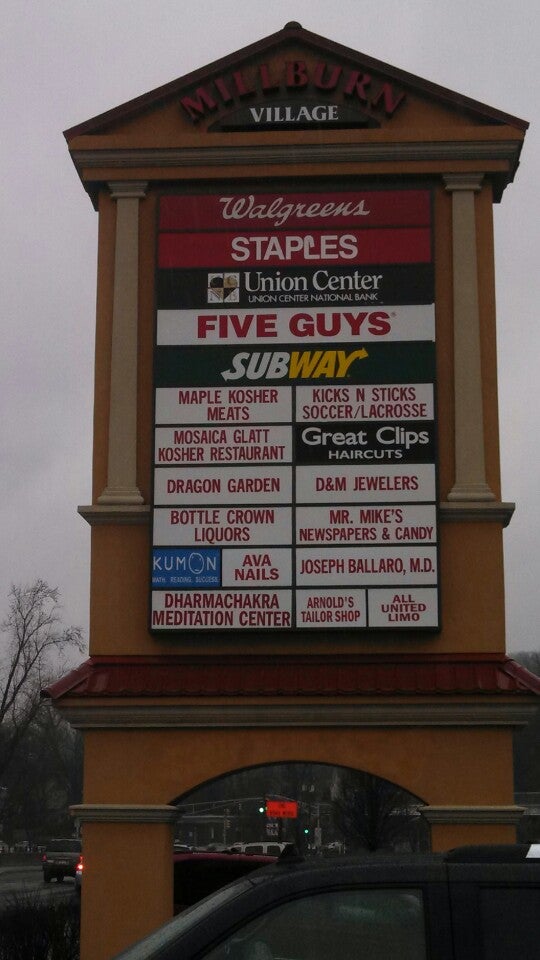 MILLBURN
VILLAGE
Walgreens
STAPLES
Union Center
UNION CENTER NATIONAL BANK
FIVE GUYS®
SUBWAY
MAPLE KOSHER
MEATS
KICKS N STICKS
SOCCER/LACROSSE
MOSAICA GLATT
KOSHER RESTAURANT
Great Clips
HAIRCUTS
DRAGON GARDEN
D&M JEWELERS
BOTTLE CROWN
LIQUORS
MR. MIKE'S
NEWSPAPERS & CANDY
KUMON
MATH. READING. SUCCESS.
AVA
NAILS
JOSEPH BALLARO, M.D.
DHARMACHAKRA
MEDITATION CENTER
ARNOLD'S
TAILOR SHOP
ALL
UNITED
LIMO